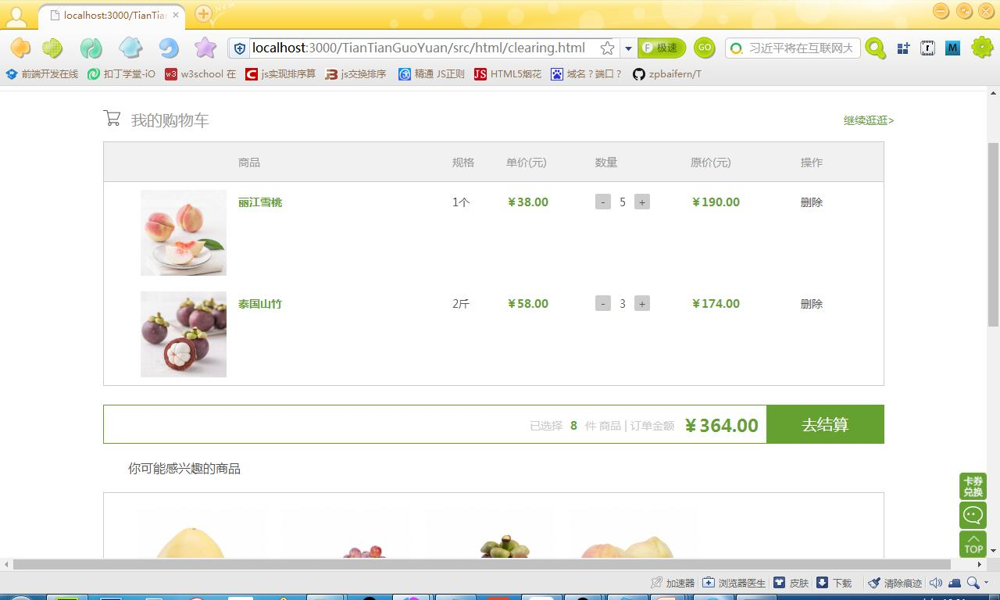 localhost:3000/TianTia
New
localhost:3000/TianTianGuoYuan/src/html/clearing.html
极速
GO
习近平将在互联网大
前端开发在线 扣丁学堂-iO w3school 在 js实现排序算 js交换排序 精通 JS正则 HTML5烟花 域名？端口？ zpbaifern/T
我的购物车
继续逛逛>
商品 规格 单价(元) 数量 原价(元) 操作
丽江雪桃 1个 ￥38.00 - 5 + ￥190.00 删除
泰国山竹 2斤 ￥58.00 - 3 + ￥174.00 删除
已选择 8 件 商品 | 订单金额 ￥364.00 去结算
你可能感兴趣的商品
卡券
兑换
TOP
加速器 浏览器医生 皮肤 下载 清除痕迹